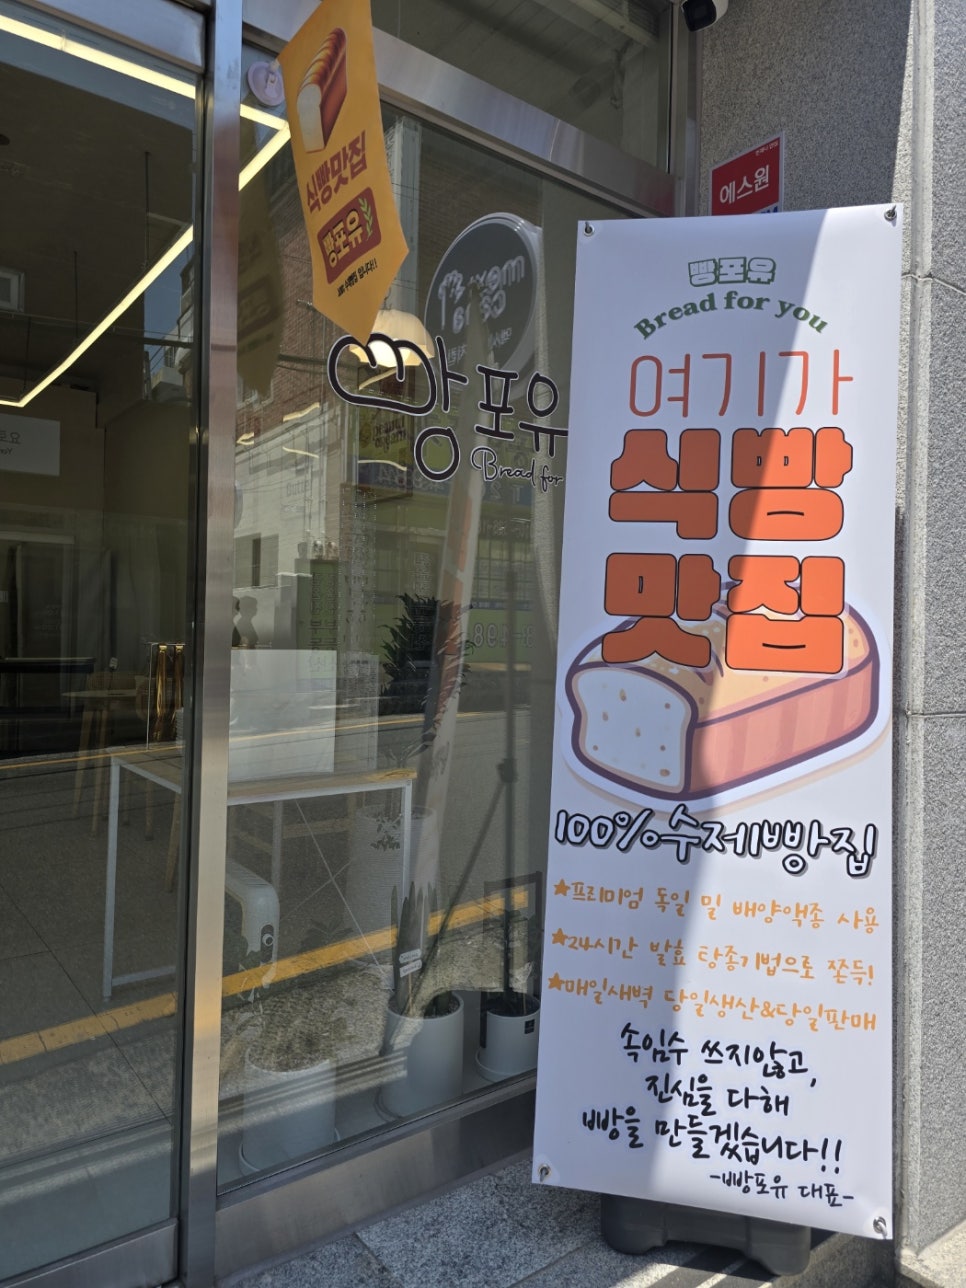 식빵맛집
빵포유
에스원
빵포유
Bread for
빵포유
Bread for you
여기가
식빵
맛집
100%수제빵집
★프리미엄 독일 밀 배양액종 사용
★24시간 발효 탕종기법으로 쫀득!
★매일새벽 당일생산&당일판매
속임수 쓰지않고,
진심을 다해
빵을 만들겠습니다!!
-빵포유 대표-